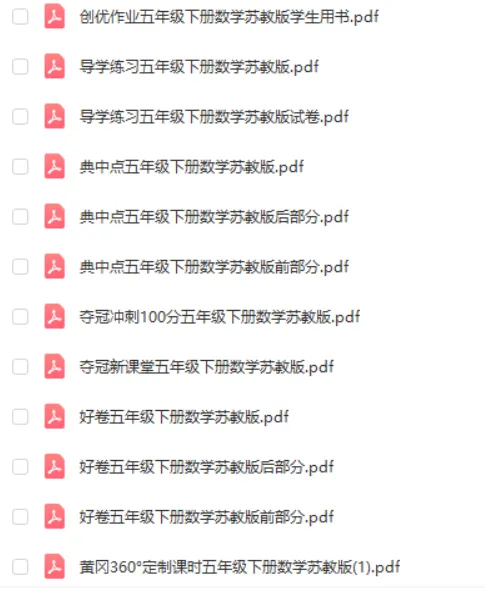 创优作业五年级下册数学苏教版学生用书.pdf
导学练习五年级下册数学苏教版.pdf
导学练习五年级下册数学苏教版试卷.pdf
典中点五年级下册数学苏教版.pdf
典中点五年级下册数学苏教版后部分.pdf
典中点五年级下册数学苏教版前部分.pdf
夺冠冲刺100分五年级下册数学苏教版.pdf
夺冠新课堂五年级下册数学苏教版.pdf
好卷五年级下册数学苏教版.pdf
好卷五年级下册数学苏教版后部分.pdf
好卷五年级下册数学苏教版前部分.pdf
黄冈360°定制课时五年级下册数学苏教版(1).pdf